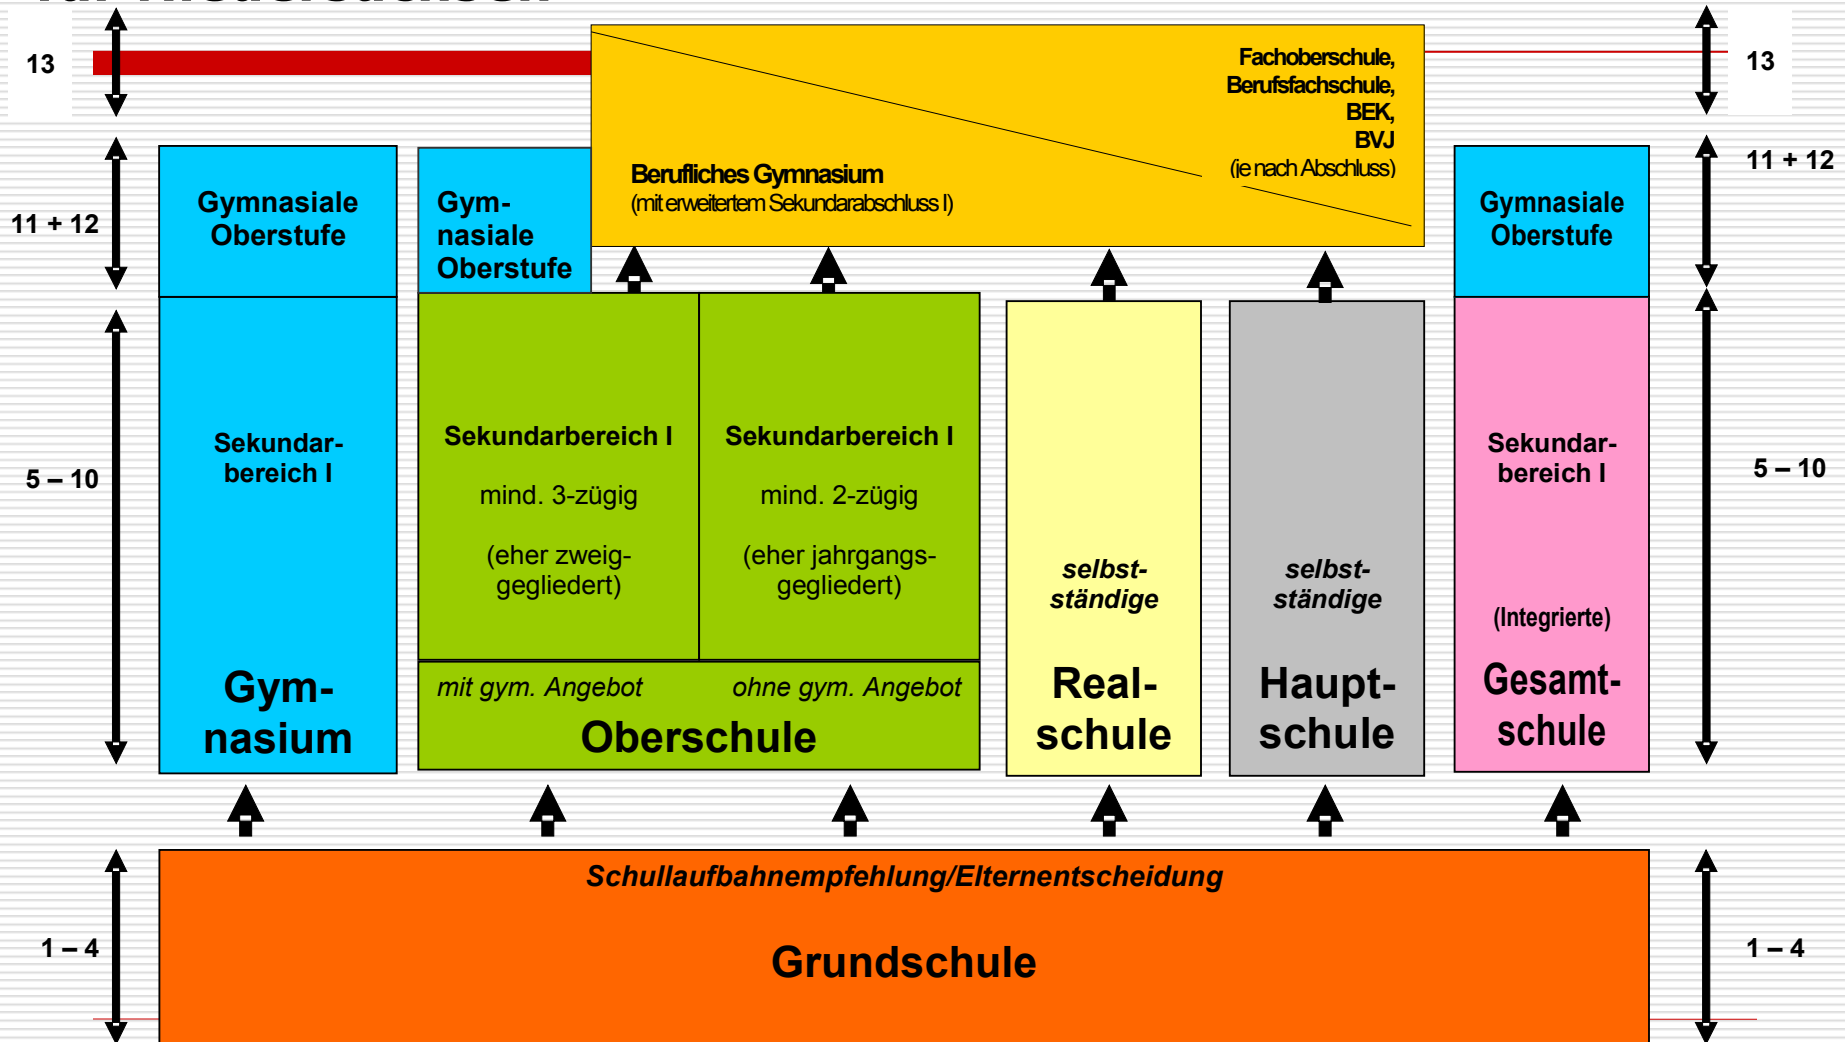 13
Fachoberschule,
Berufsfachschule,
BEK,
BVJ
(je nach Abschluss)
13
11 + 12
Gymnasiale
Oberstufe
Gym-
nasiale
Oberstufe
Berufliches Gymnasium
(mit erweitertem Sekundarabschluss I)
Gymnasiale
Oberstufe
11 + 12
5 – 10
Sekundar-
bereich I
Gym-
nasium
Sekundarbereich I
mind. 3-zügig
(eher zweig-
gegliedert)
mit gym. Angebot
Sekundarbereich I
mind. 2-zügig
(eher jahrgangs-
gegliedert)
ohne gym. Angebot
Oberschule
selbst-
ständige
Real-
schule
selbst-
ständige
Haupt-
schule
Sekundar-
bereich I
(Integrierte)
Gesamt-
schule
5 – 10
1 – 4
Schullaufbahnempfehlung/Elternentscheidung
Grundschule
1 – 4